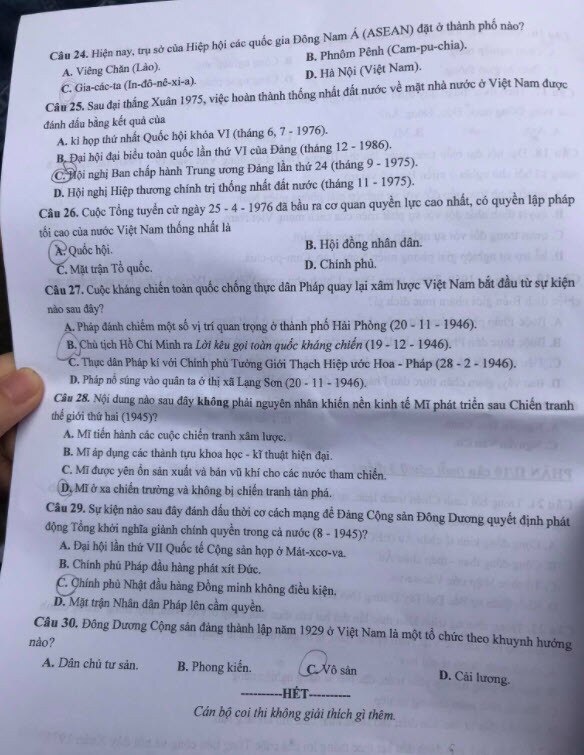 Câu 24. Hiện nay, trụ sở của Hiệp hội các quốc gia Đông Nam Á (ASEAN) đặt ở thành phố nào?
A. Viêng Chăn (Lào). B. Phnôm Pênh (Cam-pu-chia).
C. Gia-các-ta (In-đô-nê-xi-a). D. Hà Nội (Việt Nam).
Câu 25. Sau đại thắng Xuân 1975, việc hoàn thành thống nhất đất nước về mặt nhà nước ở Việt Nam được
đánh dấu bằng kết quả của
A. kì họp thứ nhất Quốc hội khóa VI (tháng 6, 7 - 1976).
B. Đại hội đại biểu toàn quốc lần thứ VI của Đảng (tháng 12 - 1986).
C. Hội nghị Ban chấp hành Trung ương Đảng lần thứ 24 (tháng 9 - 1975).
D. Hội nghị Hiệp thương chính trị thống nhất đất nước (tháng 11 - 1975).
Câu 26. Cuộc Tổng tuyển cử ngày 25 - 4 - 1976 đã bầu ra cơ quan quyền lực cao nhất, có quyền lập pháp
tối cao của nước Việt Nam thống nhất là
A. Quốc hội. B. Hội đồng nhân dân.
C. Mặt trận Tổ quốc. D. Chính phủ.
Câu 27. Cuộc kháng chiến toàn quốc chống thực dân Pháp quay lại xâm lược Việt Nam bắt đầu từ sự kiện
nào sau đây?
A. Pháp đánh chiếm một số vị trí quan trọng ở thành phố Hải Phòng (20 - 11 - 1946).
B. Chủ tịch Hồ Chí Minh ra Lời kêu gọi toàn quốc kháng chiến (19 - 12 - 1946).
C. Thực dân Pháp kí với Chính phủ Tưởng Giới Thạch Hiệp ước Hoa - Pháp (28 - 2 - 1946).
D. Pháp nổ súng vào quân ta ở thị xã Lạng Sơn (20 - 11 - 1946).
Câu 28. Nội dung nào sau đây không phải nguyên nhân khiến nền kinh tế Mĩ phát triển sau Chiến tranh
thế giới thứ hai (1945)?
A. Mĩ tiến hành các cuộc chiến tranh xâm lược.
B. Mĩ áp dụng các thành tựu khoa học - kĩ thuật hiện đại.
C. Mĩ được yên ổn sản xuất và bán vũ khí cho các nước tham chiến.
D. Mĩ ở xa chiến trường và không bị chiến tranh tàn phá.
Câu 29. Sự kiện nào sau đây đánh dấu thời cơ cách mạng để Đảng Cộng sản Đông Dương quyết định phát
động Tổng khởi nghĩa giành chính quyền trong cả nước (8 - 1945)?
A. Đại hội lần thứ VII Quốc tế Cộng sản họp ở Mát-xcơ-va.
B. Chính phủ Pháp đầu hàng phát xít Đức.
C. Chính phủ Nhật đầu hàng Đồng minh không điều kiện.
D. Mặt trận Nhân dân Pháp lên cầm quyền.
Câu 30. Đông Dương Cộng sản đảng thành lập năm 1929 ở Việt Nam là một tổ chức theo khuynh hướng
nào?
A. Dân chủ tư sản. B. Phong kiến. C. Vô sản D. Cải lương.
----------HẾT----------
Cán bộ coi thi không giải thích gì thêm.